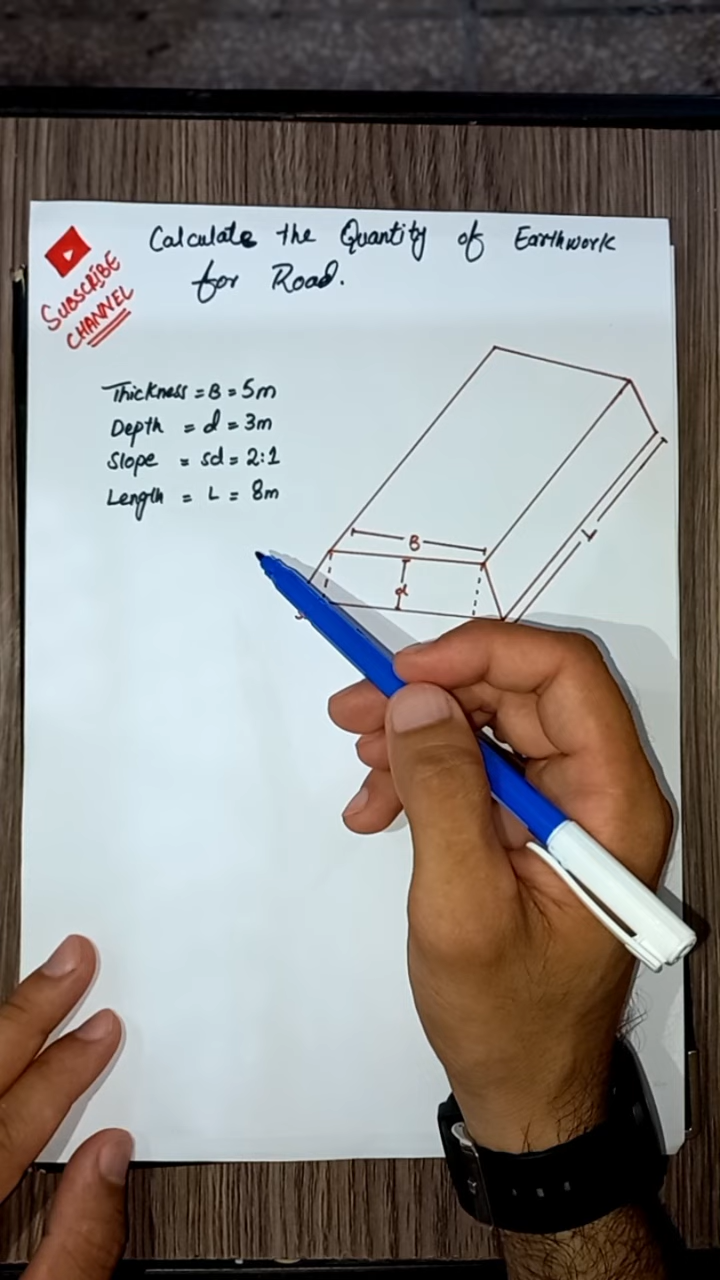 Calculate the Quantity of Earthwork
for Road.
SUBSCRIBE
CHANNEL
Thickness = B = 5m
Depth = d = 3m
Slope = sd = 2:1
Length = L = 8m
B
d
L